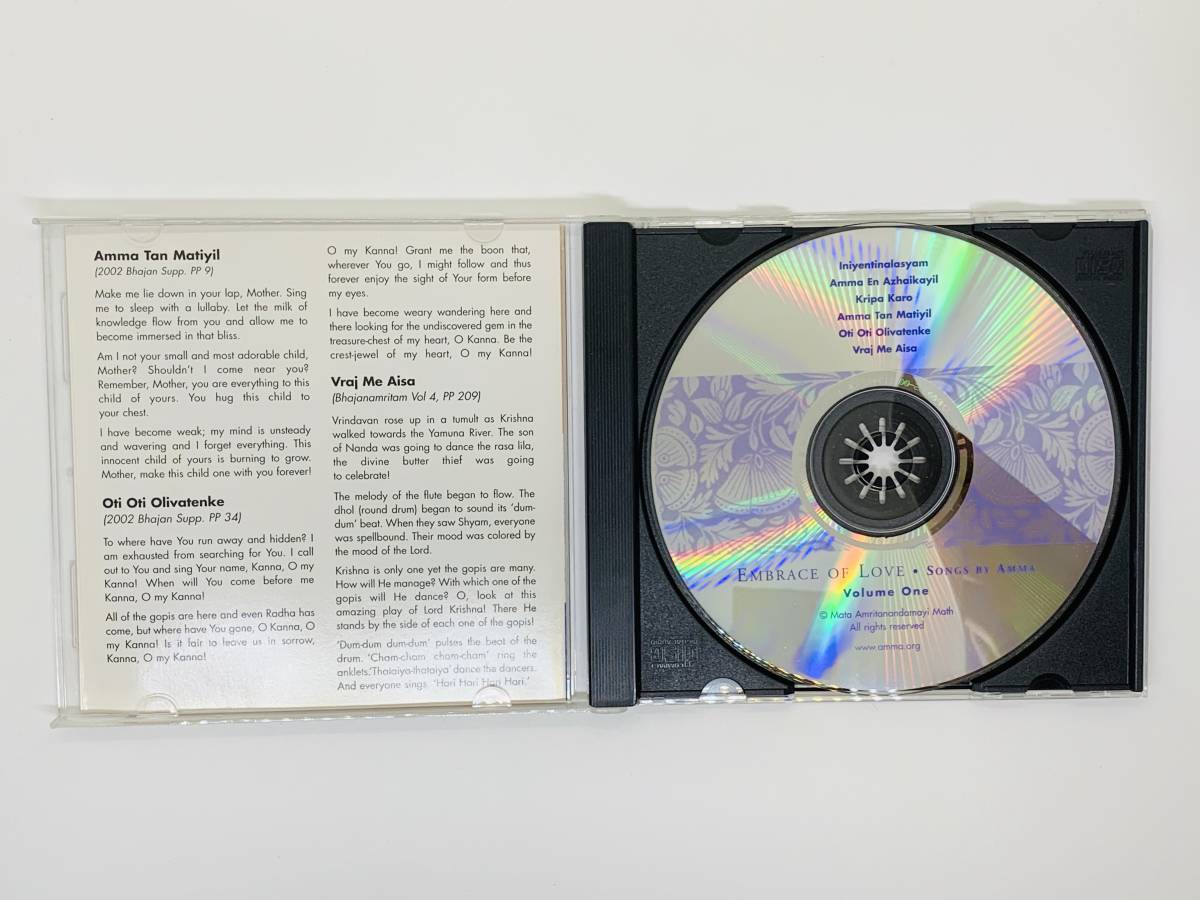 Amma Tan Matiyil
(2002 Bhajan Supp. PP 9)
Make me lie down in your lap, Mother. Sing
me to sleep with a lullaby. Let the milk of
knowledge flow from you and allow me to
become immersed in that bliss.
Am I not your small and most adorable child,
Mother? Shouldn't I come near you?
Remember, Mother, you are everything to this
child of yours. You hug this child to
your chest.
I have become weak; my mind is unsteady
and wavering and I forget everything. This
innocent child of yours is burning to grow.
Mother, make this child one with you forever!
Oti Oti Olivatenke
(2002 Bhajan Supp. PP 34)
To where have You run away and hidden? I
am exhausted from searching for You. I call
out to You and sing Your name, Kanna, O my
Kanna! When will You come before me
Kanna, O my Kanna!
All of the gopis are here and even Radha has
come, but where have You gone, O Kanna, O
my Kanna! Is it fair to leave us in sorrow,
Kanna, O my Kanna!
O my Kanna! Grant me the boon that,
wherever You go, I might follow and thus
forever enjoy the sight of Your form before
my eyes.
I have become weary wandering here and
there looking for the undiscovered gem in the
treasure-chest of my heart, O Kanna. Be the
crest-jewel of my heart, O my Kanna!
Vraj Me Aisa
(Bhajanamritam Vol 4, PP 209)
Vrindavan rose up in a tumult as Krishna
walked towards the Yamuna River. The son
of Nanda was going to dance the rasa lila,
the divine butter thief was going
to celebrate!
The melody of the flute began to flow. The
dhol (round drum) began to sound its 'dum-
dum' beat. When they saw Shyam, everyone
was spellbound. Their mood was colored by
the mood of the Lord.
Krishna is only one yet the gopis are many.
How will He manage? With which one of the
gopis will He dance? O, look at this
amazing play of Lord Krishna! There He
stands by the side of each one of the gopis!
'Dum-dum dum-dum' pulses the beat of the
drum. 'Cham-cham cham-cham' ring the
anklets.'Thataiya-thataiya' dance the dancers.
And everyone sings. 'Hari Hari Hari Hari.'
Iniyentinalasyam
Amma En Azhaikayil
Kripa Karo
Amma Tan Matiyil
Oti Oti Olivatenke
Vraj Me Aisa
EMBRACE OF LOVE • SONGS BY AMMA
Volume One
© Mata Amritanandamayi Math
All rights reserved
www.amma.org